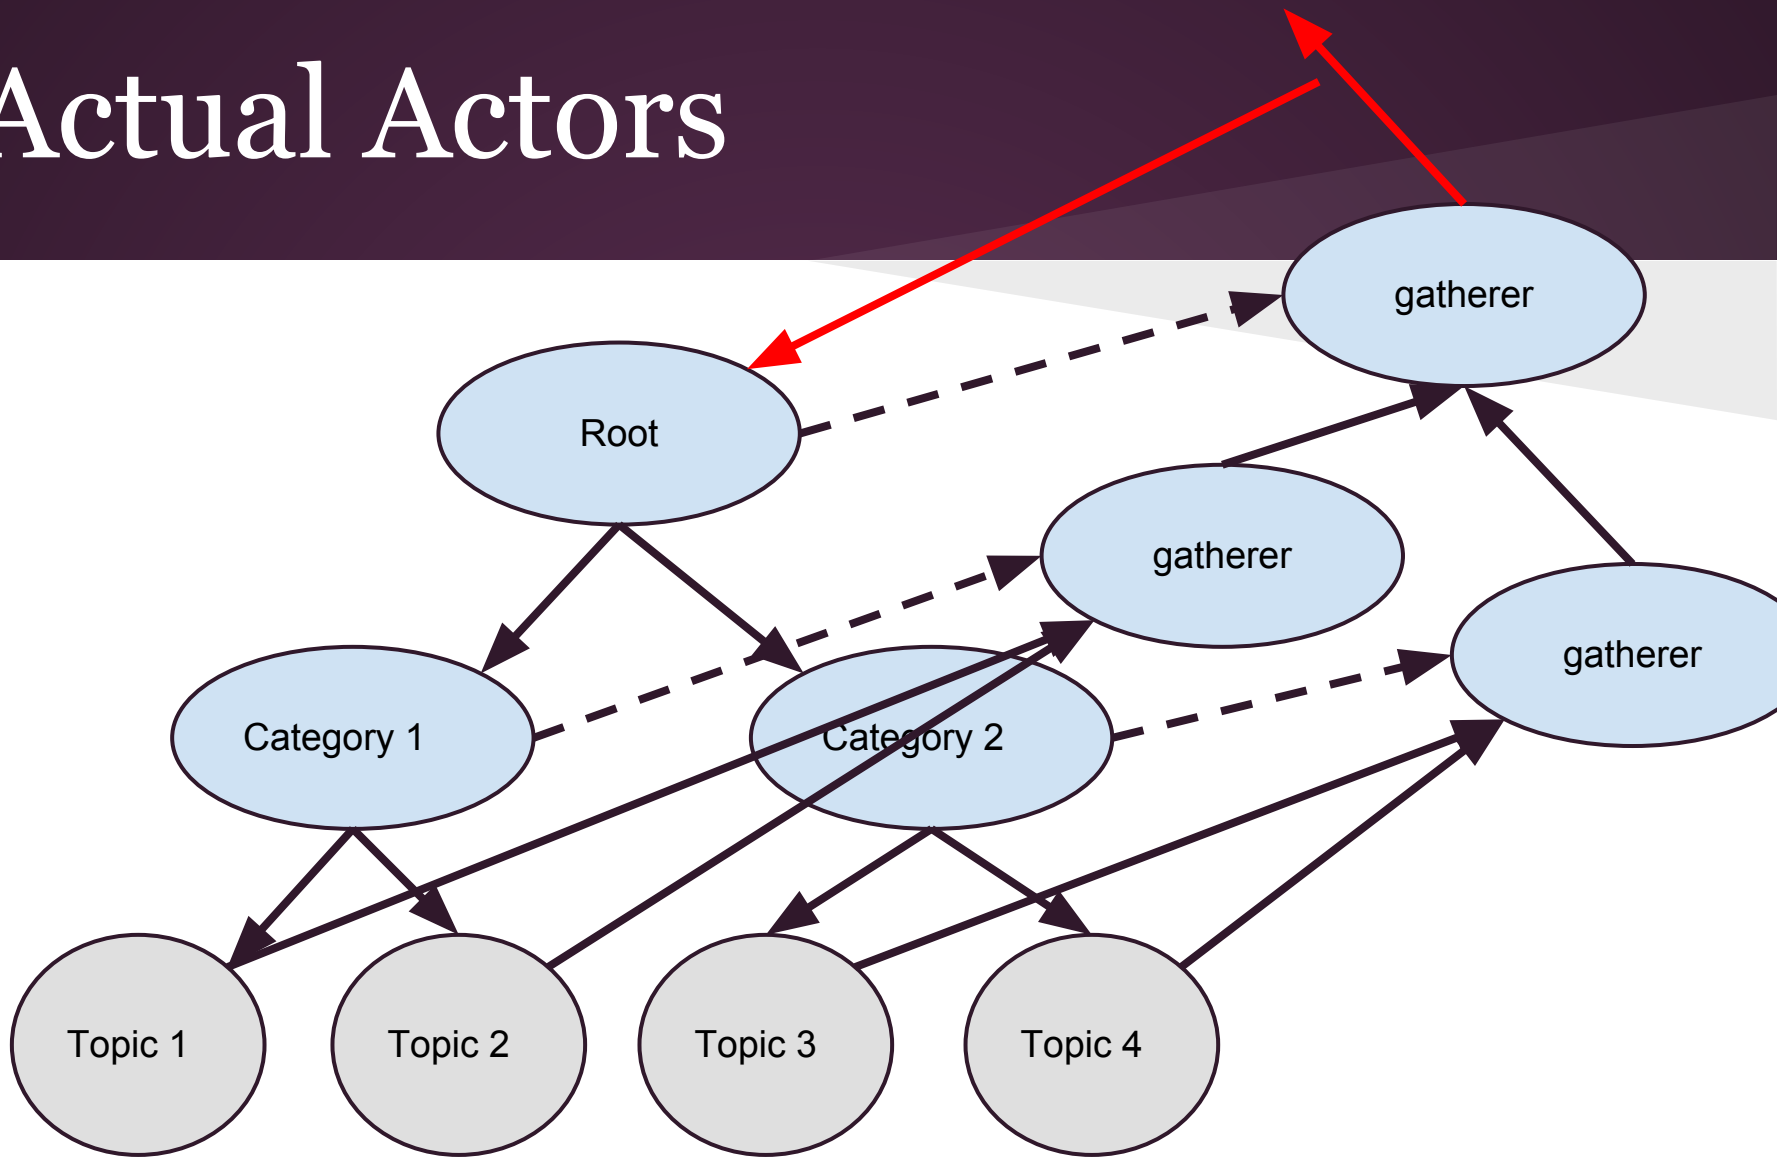 Actual Actors
gatherer
Root
gatherer
gatherer
Category 1
Category 2
Topic 1
Topic 2
Topic 3
Topic 4